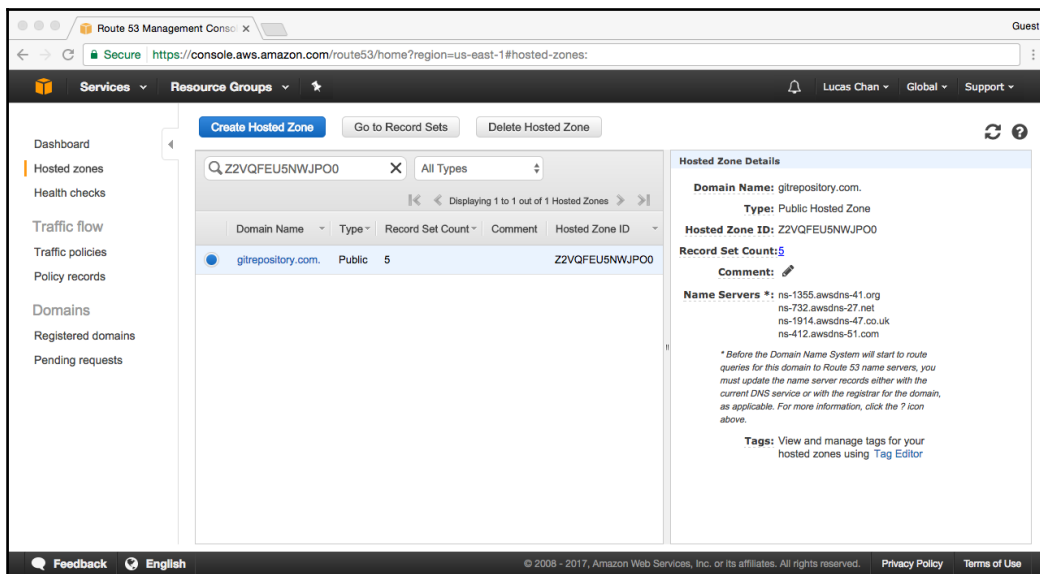 Route 53 Management Conso
Guest
Secure https://console.aws.amazon.com/route53/home?region=us-east-1#hosted-zones:
Services Resource Groups Lucas Chan Global Support
Create Hosted Zone Go to Record Sets Delete Hosted Zone
Dashboard
Hosted zones
Health checks
Traffic flow
Traffic policies
Policy records
Domains
Registered domains
Pending requests
Z2VQFEU5NWJPO0 All Types
Displaying 1 to 1 out of 1 Hosted Zones
Domain Name Type Record Set Count Comment Hosted Zone ID
gitrepository.com. Public 5 Z2VQFEU5NWJPO0
Hosted Zone Details
Domain Name: gitrepository.com.
Type: Public Hosted Zone
Hosted Zone ID: Z2VQFEU5NWJPO0
Record Set Count: 5
Comment:
Name Servers *: ns-1355.awsdns-41.org
ns-732.awsdns-27.net
ns-1914.awsdns-47.co.uk
ns-412.awsdns-51.com
* Before the Domain Name System will start to route
queries for this domain to Route 53 name servers, you
must update the name server records either with the
current DNS service or with the registrar for the domain,
as applicable. For more information, click the ? icon
above.
Tags: View and manage tags for your
hosted zones using Tag Editor
Feedback English © 2008 - 2017, Amazon Web Services, Inc. or its affiliates. All rights reserved. Privacy Policy Terms of Use